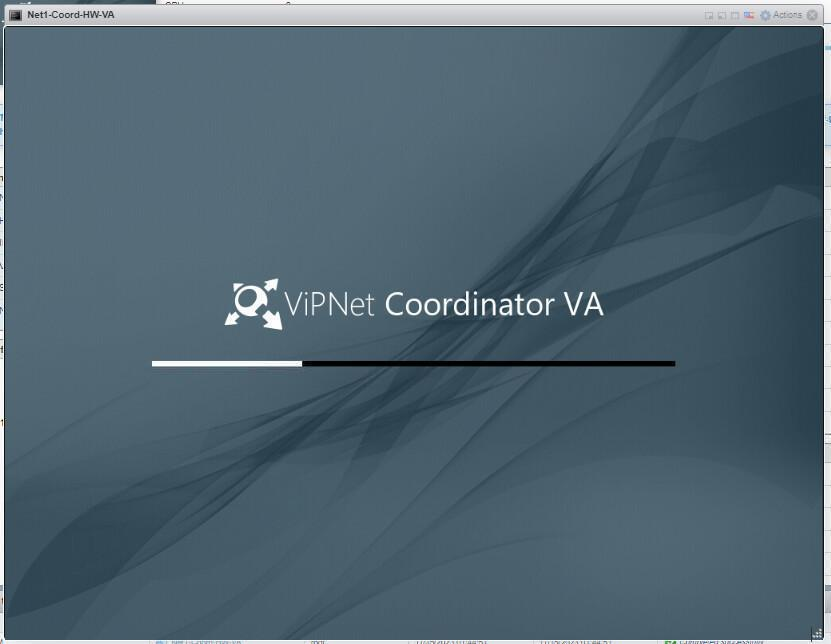 Net1-Coord-HW-VA
Actions
ViPNet Coordinator VA